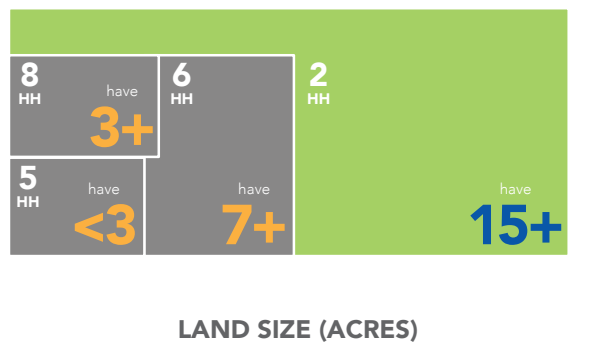 8
HH
have
3+
6
HH
have
7+
2
HH
have
15+
5
HH
have
<3
LAND SIZE (ACRES)